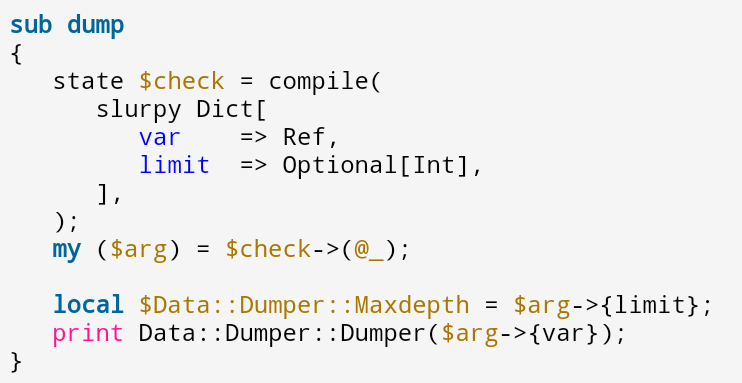 sub dump
{
   state $check = compile(
      slurpy Dict[
         var    => Ref,
         limit  => Optional[Int],
      ],
   );
   my ($arg) = $check->(@_);

   local $Data::Dumper::Maxdepth = $arg->{limit};
   print Data::Dumper::Dumper($arg->{var});
}